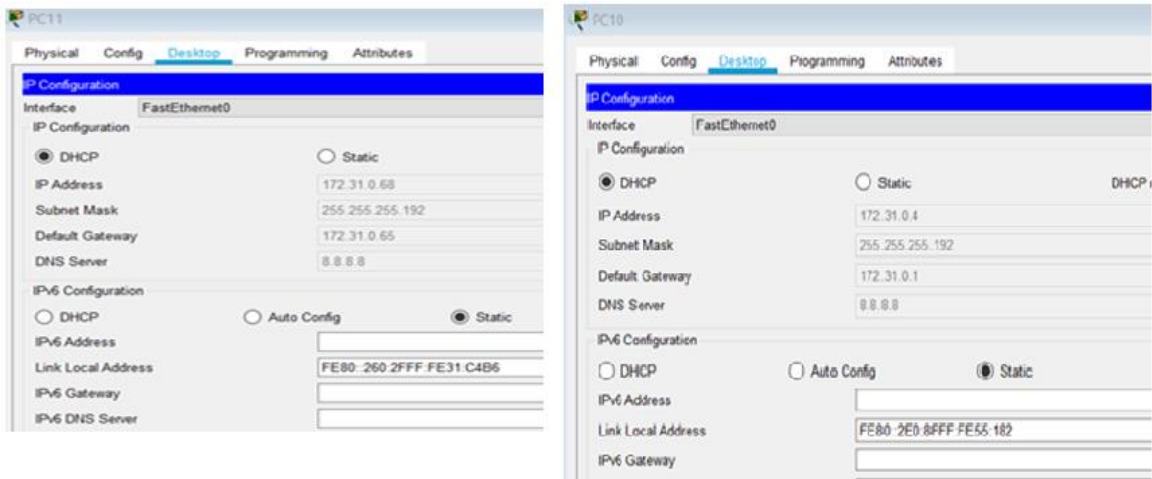 PC11
Physical Config Desktop Programming Attributes
IP Configuration
Interface FastEthernet0
IP Configuration
DHCP Static
IP Address 172.31.0.68
Subnet Mask 255.255.255.192
Default Gateway 172.31.0.65
DNS Server 8.8.8.8
IPv6 Configuration
DHCP Auto Config Static
IPv6 Address
Link Local Address FE80::260:2FFF:FE31:C4B6
IPv6 Gateway
IPv6 DNS Server
PC10
Physical Config Desktop Programming Attributes
IP Configuration
Interface FastEthernet0
IP Configuration
DHCP Static DHCP
IP Address 172.31.0.4
Subnet Mask 255.255.255.192
Default Gateway 172.31.0.1
DNS Server 8.8.8.8
IPv6 Configuration
DHCP Auto Config Static
IPv6 Address
Link Local Address FE80::2E0:8FFF:FE55:182
IPv6 Gateway